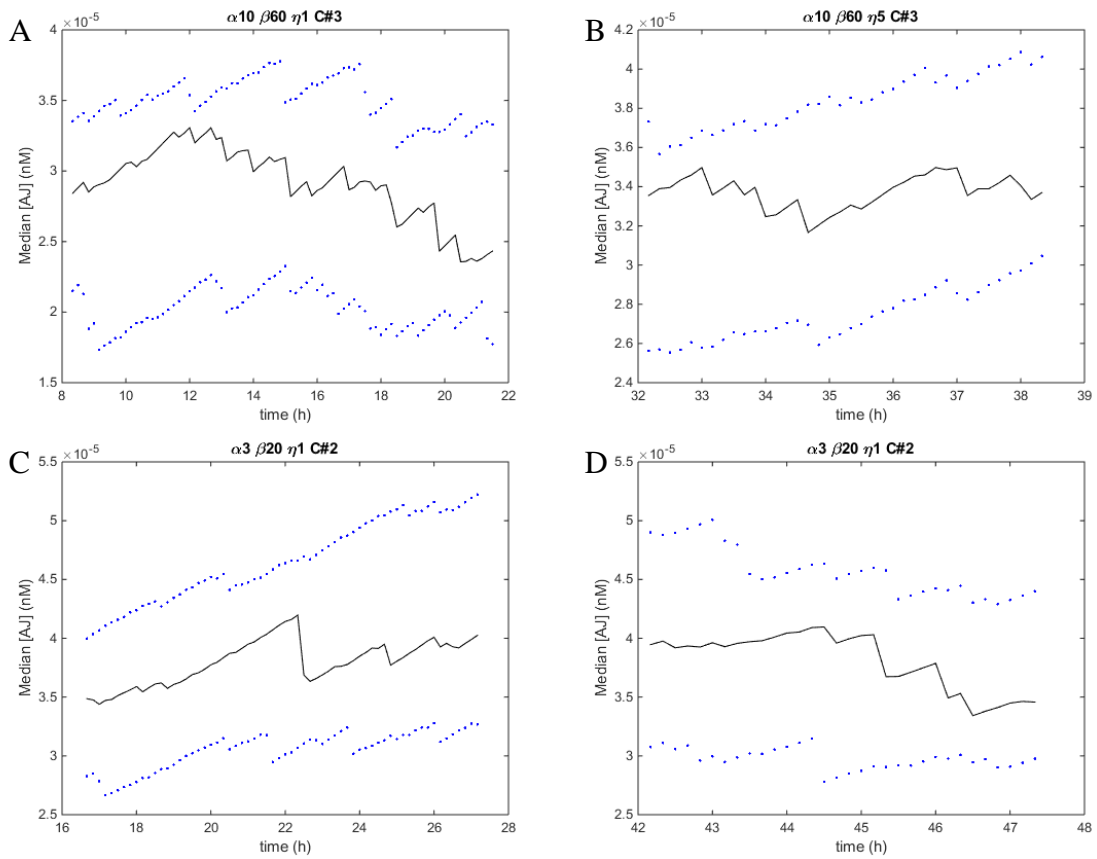 A
α10 β60 η1 C#3
×10⁻⁵
4
3.5
3
2.5
2
1.5
Median [AJ] (nM)
8 10 12 14 16 18 20 22
time (h)
B
α10 β60 η5 C#3
×10⁻⁵
4.2
4
3.8
3.6
3.4
3.2
3
2.8
2.6
2.4
Median [AJ] (nM)
32 33 34 35 36 37 38 39
time (h)
C
α3 β20 η1 C#2
×10⁻⁵
5.5
5
4.5
4
3.5
3
2.5
Median [AJ] (nM)
16 18 20 22 24 26 28
time (h)
D
α3 β20 η1 C#2
×10⁻⁵
5.5
5
4.5
4
3.5
3
2.5
Median [AJ] (nM)
42 43 44 45 46 47 48
time (h)